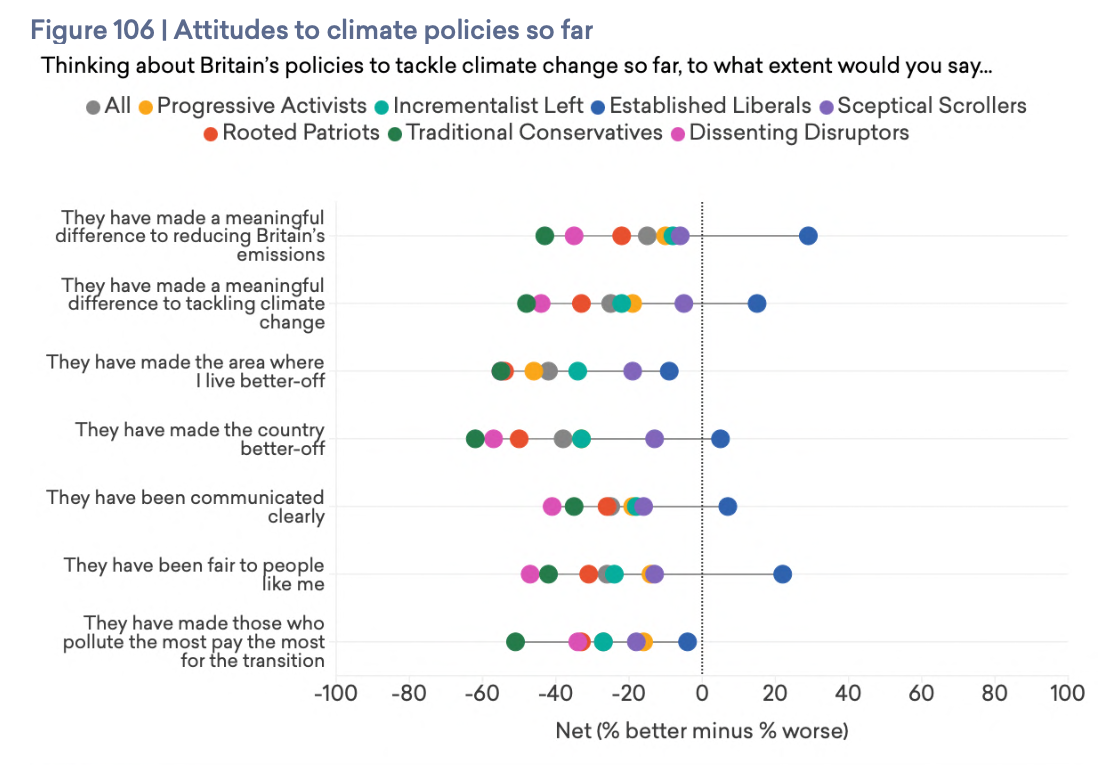 Figure 106 | Attitudes to climate policies so far
Thinking about Britain’s policies to tackle climate change so far, to what extent would you say...
All Progressive Activists Incrementalist Left Established Liberals Sceptical Scrollers
Rooted Patriots Traditional Conservatives Dissenting Disruptors
They have made a meaningful
difference to reducing Britain’s
emissions
They have made a meaningful
difference to tackling climate
change
They have made the area where
I live better-off
They have made the country
better-off
They have been communicated
clearly
They have been fair to people
like me
They have made those who
pollute the most pay the most
for the transition
-100 -80 -60 -40 -20 0 20 40 60 80 100
Net (% better minus % worse)